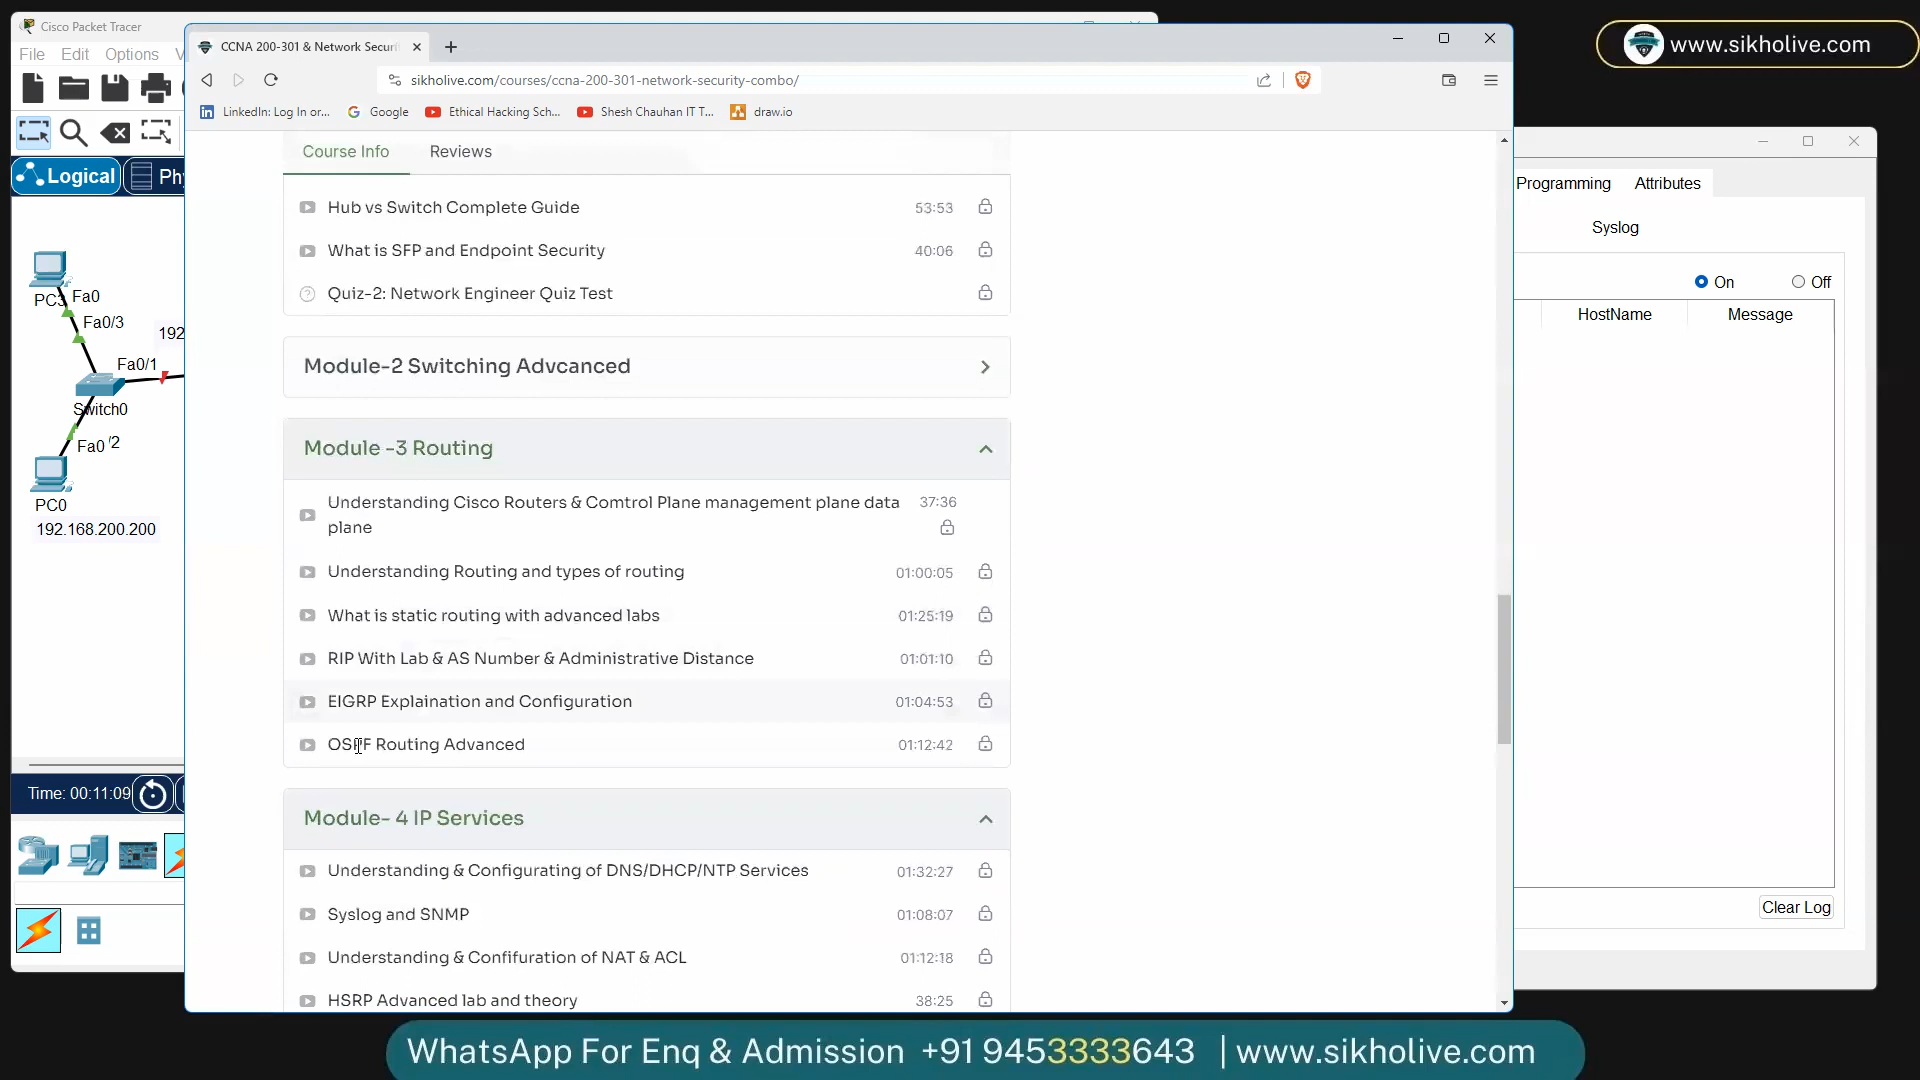 Cisco Packet Tracer
File Edit Options V
CCNA 200-301 & Network Securi
www.sikholive.com
sikholive.com/courses/ccna-200-301-network-security-combo/
LinkedIn: Log In or...
Google
Ethical Hacking Sch...
Shesh Chauhan IT T...
draw.io
Logical
Phy
Course Info
Reviews
Programming
Attributes
Syslog
On
Off
HostName
Message
Clear Log
PC3
Fa0
Fa0/3
192
Fa0/1
Switch0
Fa0 /2
PC0
192.168.200.200
Time: 00:11:09
Hub vs Switch Complete Guide 53:53
What is SFP and Endpoint Security 40:06
Quiz-2: Network Engineer Quiz Test
Module-2 Switching Advcanced
Module -3 Routing
Understanding Cisco Routers & Comtrol Plane management plane data 37:36
plane
Understanding Routing and types of routing 01:00:05
What is static routing with advanced labs 01:25:19
RIP With Lab & AS Number & Administrative Distance 01:01:10
EIGRP Explaination and Configuration 01:04:53
OSPF Routing Advanced 01:12:42
Module- 4 IP Services
Understanding & Configurating of DNS/DHCP/NTP Services 01:32:27
Syslog and SNMP 01:08:07
Understanding & Confifuration of NAT & ACL 01:12:18
HSRP Advanced lab and theory 38:25
WhatsApp For Enq & Admission +91 9453333643 | www.sikholive.com